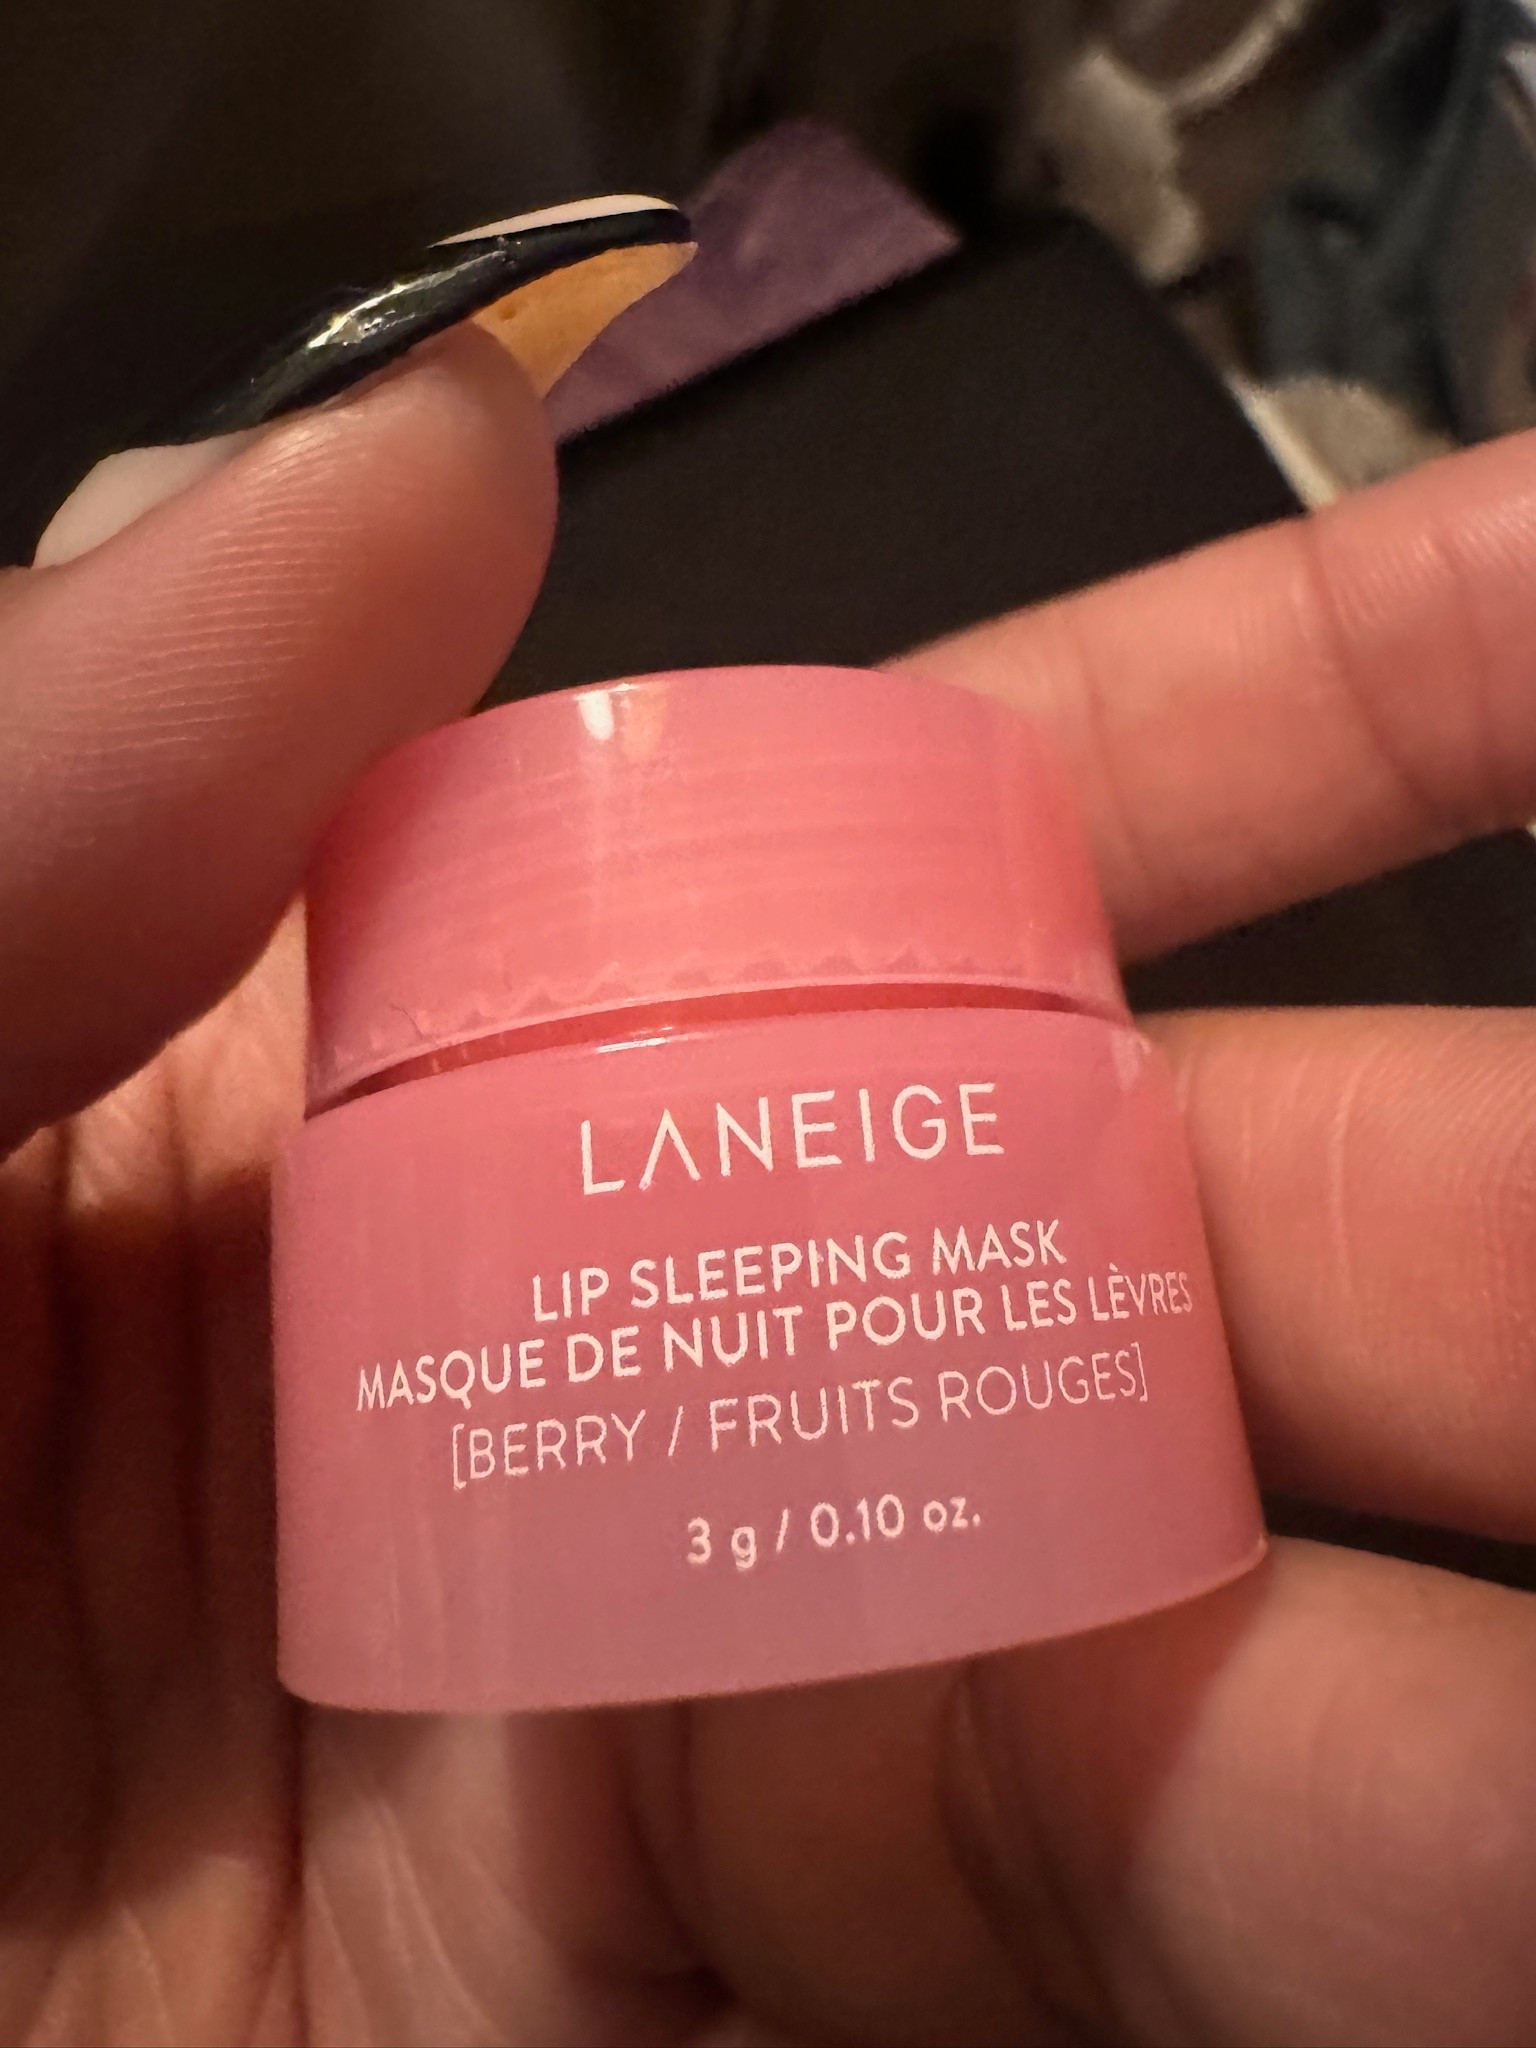 LANEIGE
LIP SLEEPING MASK
MASQUE DE NUIT POUR LES LÈVRES
[BERRY / FRUITS ROUGES]
3 g / 0.10 oz.